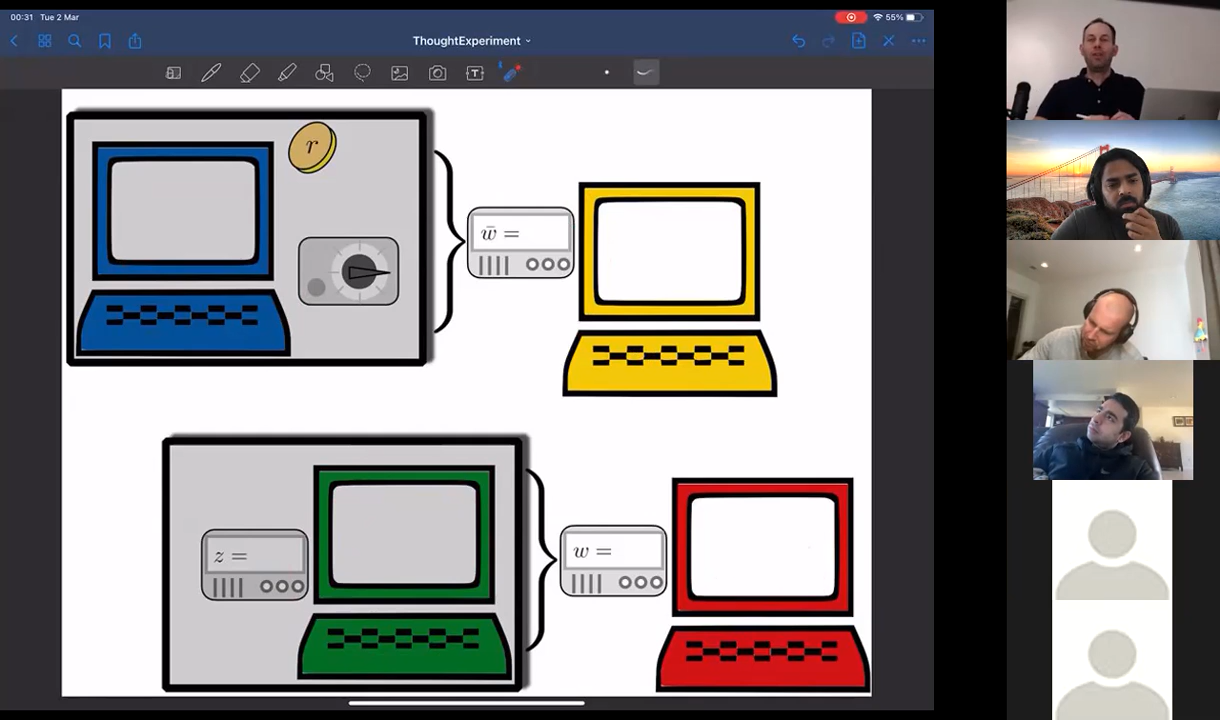 00:31 Tue 2 Mar
55%
ThoughtExperiment
T
r
w̄ =
z =
w =